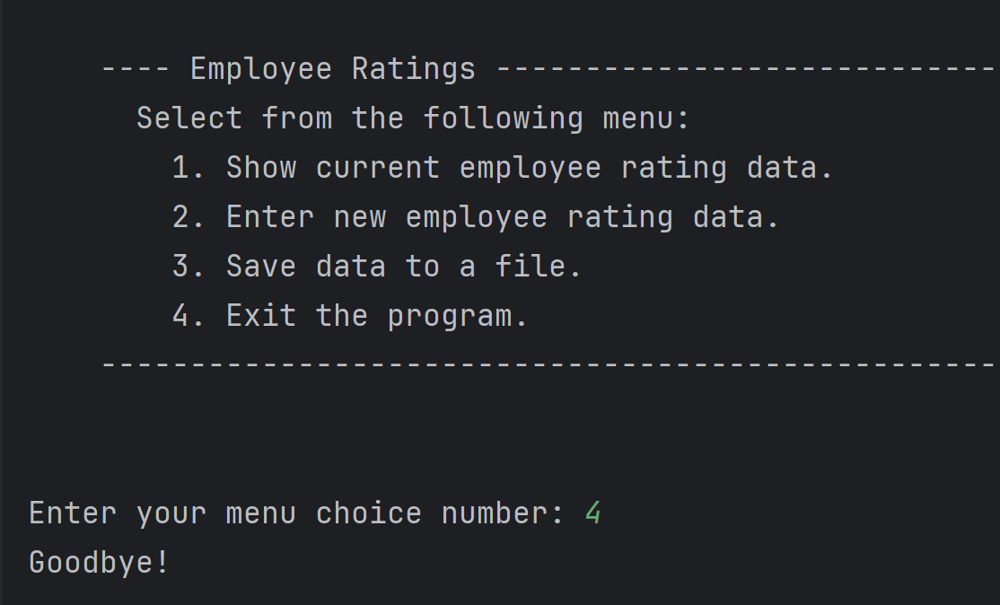 ---- Employee Ratings ----------------------------
Select from the following menu:
1. Show current employee rating data.
2. Enter new employee rating data.
3. Save data to a file.
4. Exit the program.
--------------------------------------------------
Enter your menu choice number: 4
Goodbye!